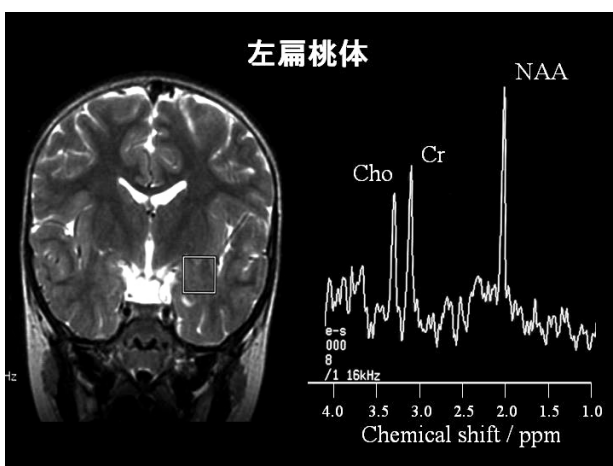 左扁桃体
NAA
Cr
Cho
e-s
000
8
/1 16kHz
Hz
4.0 3.5 3.0 2.5 2.0 1.5 1.0
Chemical shift / ppm